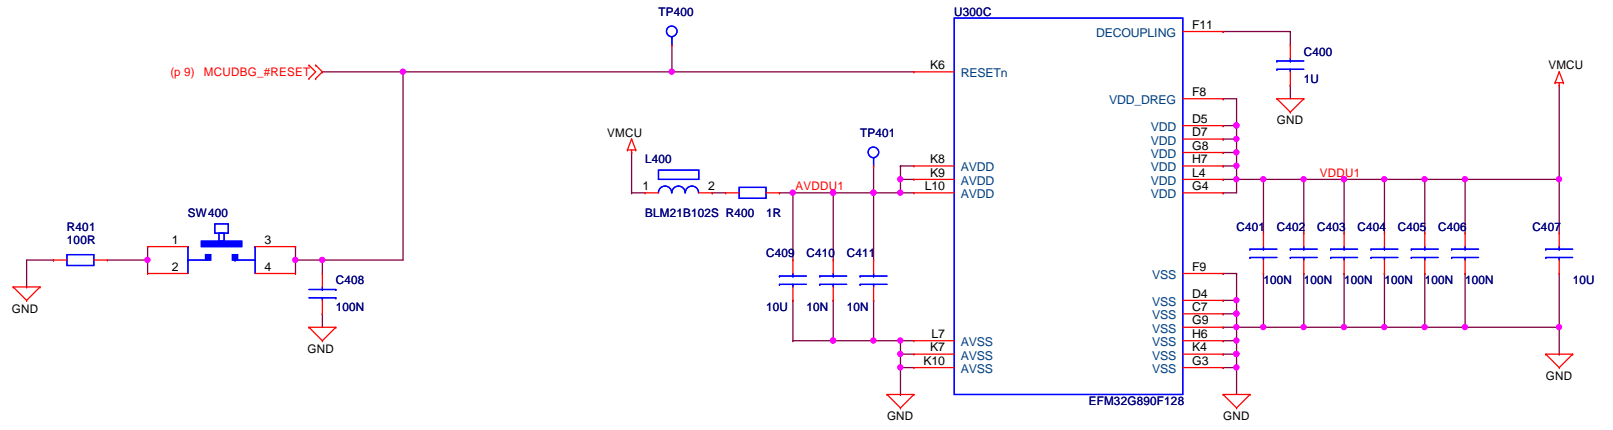 TP400
(p 9) MCUDBG_#RESET
U300C
K6 RESETn
DECOUPLING F11
C400
1U
GND
VMCU
VDD_DREG F8
VDD D5
VDD D7
VDD G8
VDD H7
VDD L4
VDD G4
VDDU1
VMCU
L400
1 2
BLM21B102S
R400 1R
AVDDU1
TP401
K8 AVDD
K9 AVDD
L10 AVDD
R401
100R
SW400
1 3
2 4
GND
C408
100N
GND
C409 C410 C411
10U 10N 10N
L7 AVSS
K7 AVSS
K10 AVSS
GND
VSS F9
VSS D4
VSS C7
VSS G9
VSS H6
VSS K4
VSS G3
EFM32G890F128
GND
C401 C402 C403 C404 C405 C406 C407
100N 100N 100N 100N 100N 100N 10U
GND